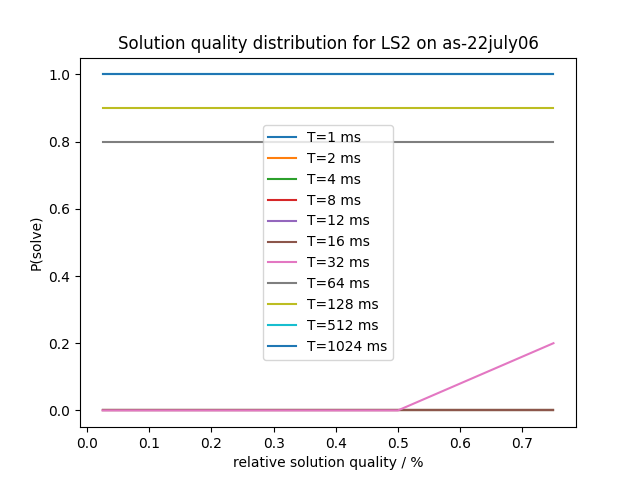 Solution quality distribution for LS2 on as-22july06
1.0
0.8
0.6
0.4
0.2
0.0
P(solve)
T=1 ms
T=2 ms
T=4 ms
T=8 ms
T=12 ms
T=16 ms
T=32 ms
T=64 ms
T=128 ms
T=512 ms
T=1024 ms
0.0 0.1 0.2 0.3 0.4 0.5 0.6 0.7
relative solution quality / %